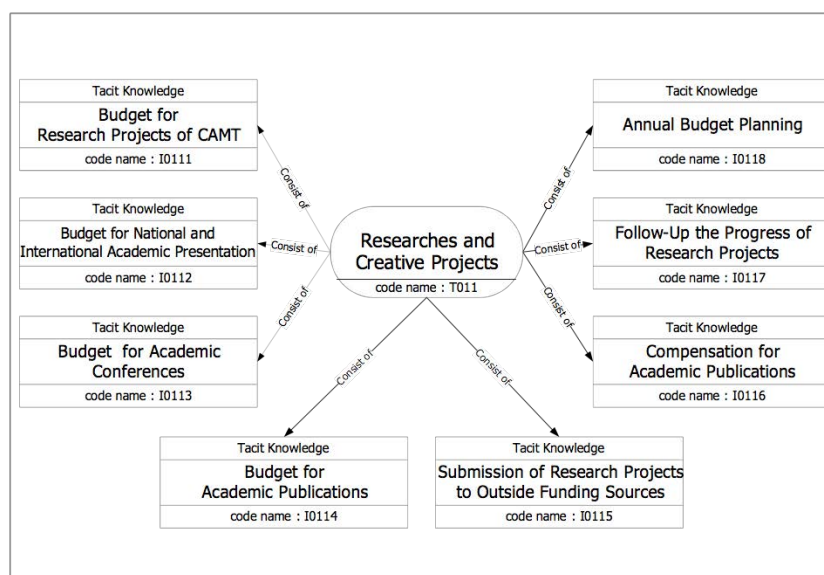 Tacit Knowledge
Budget for
Research Projects of CAMT
code name : I0111
Tacit Knowledge
Budget for National and
International Academic Presentation
code name : I0112
Tacit Knowledge
Budget for Academic
Conferences
code name : I0113
Tacit Knowledge
Budget for
Academic Publications
code name : I0114
Tacit Knowledge
Submission of Research Projects
to Outside Funding Sources
code name : I0115
Tacit Knowledge
Compensation for
Academic Publications
code name : I0116
Tacit Knowledge
Follow-Up the Progress of
Research Projects
code name : I0117
Tacit Knowledge
Annual Budget Planning
code name : I0118
Researches and
Creative Projects
code name : T011
Consist of
Consist of
Consist of
Consist of
Consist of
Consist of
Consist of
Consist of